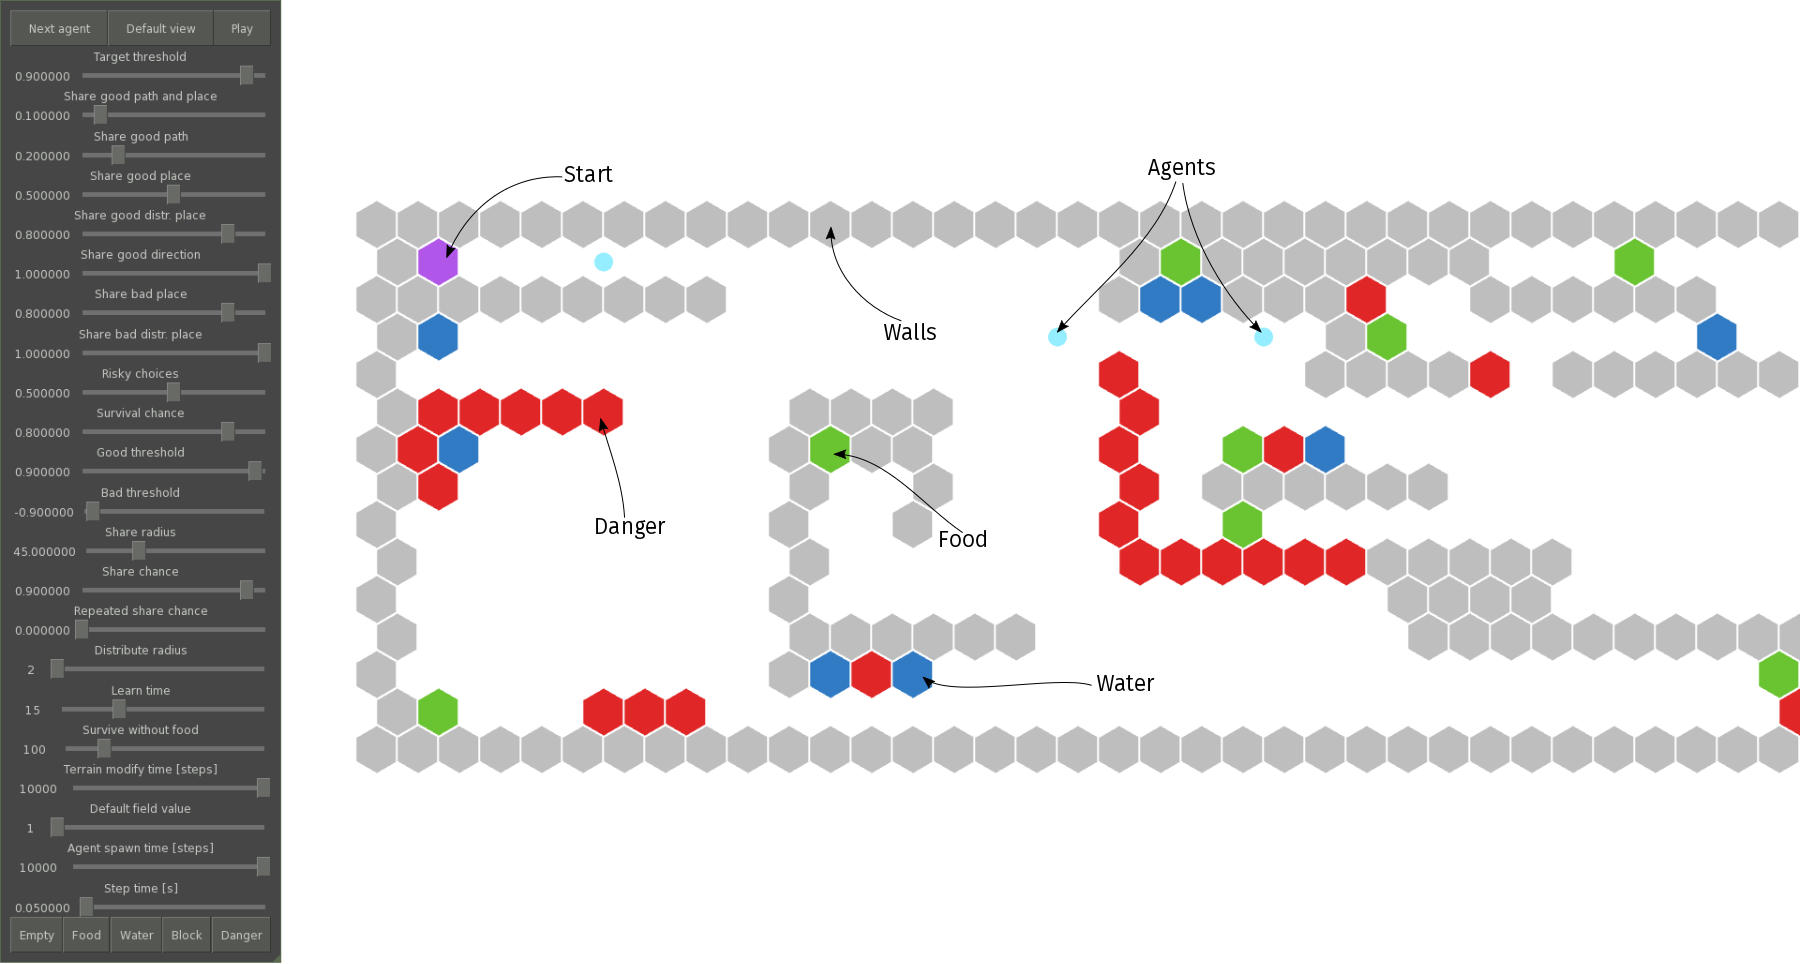 Next agent Default view Play
Target threshold
0.900000
Share good path and place
0.100000
Share good path
0.200000
Share good place
0.500000
Share good distr. place
0.800000
Share good direction
1.000000
Share bad place
0.800000
Share bad distr. place
1.000000
Risky choices
0.500000
Survival chance
0.800000
Good threshold
0.900000
Bad threshold
-0.900000
Share radius
45.000000
Share chance
0.900000
Repeated share chance
0.000000
Distribute radius
2
Learn time
15
Survive without food
100
Terrain modify time [steps]
10000
Default field value
1
Agent spawn time [steps]
10000
Step time [s]
0.050000
Empty Food Water Block Danger
Start
Agents
Walls
Danger
Food
Water